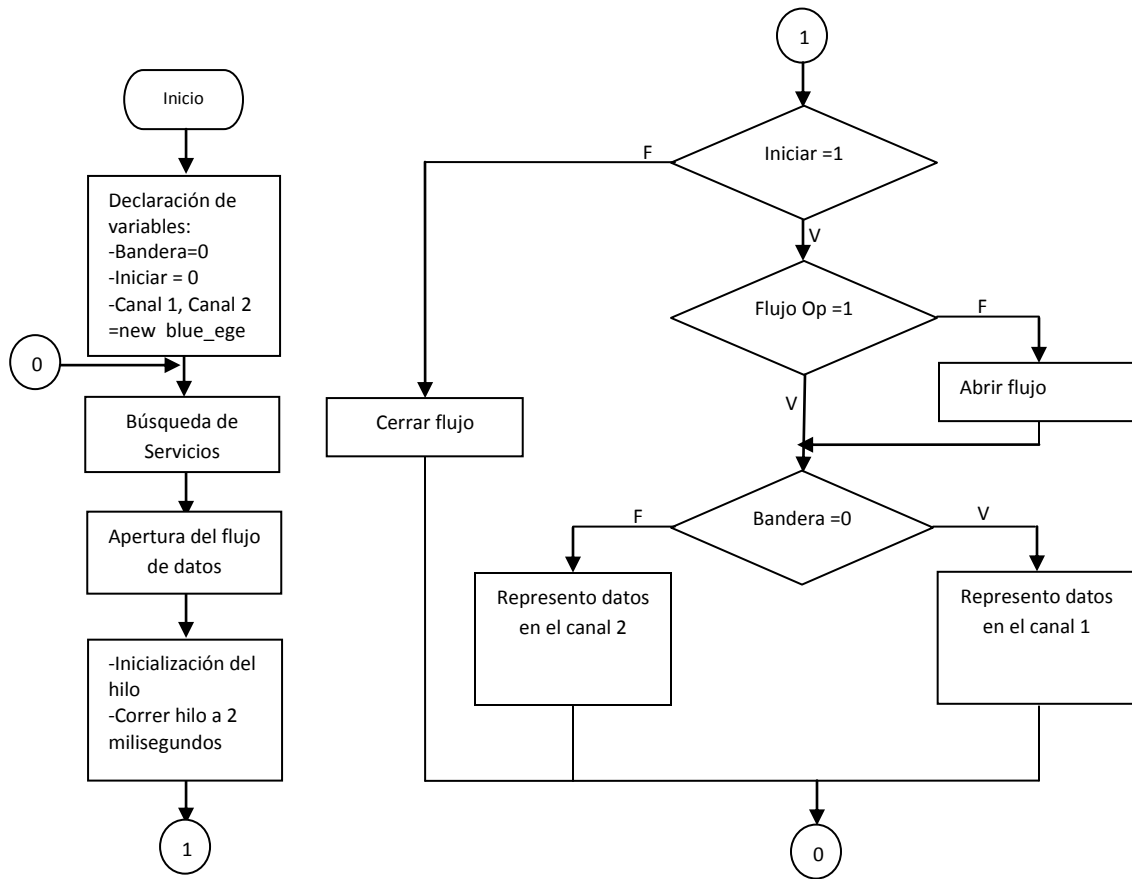 Inicio
Declaración de
variables:
-Bandera=0
-Iniciar = 0
-Canal 1, Canal 2
=new blue_ege
0
Búsqueda de
Servicios
Apertura del flujo
de datos
-Inicialización del
hilo
-Correr hilo a 2
milisegundos
1
1
Iniciar =1
F
V
Flujo Op =1
F
V
Abrir flujo
Cerrar flujo
Bandera =0
F
V
Represento datos
en el canal 2
Represento datos
en el canal 1
0